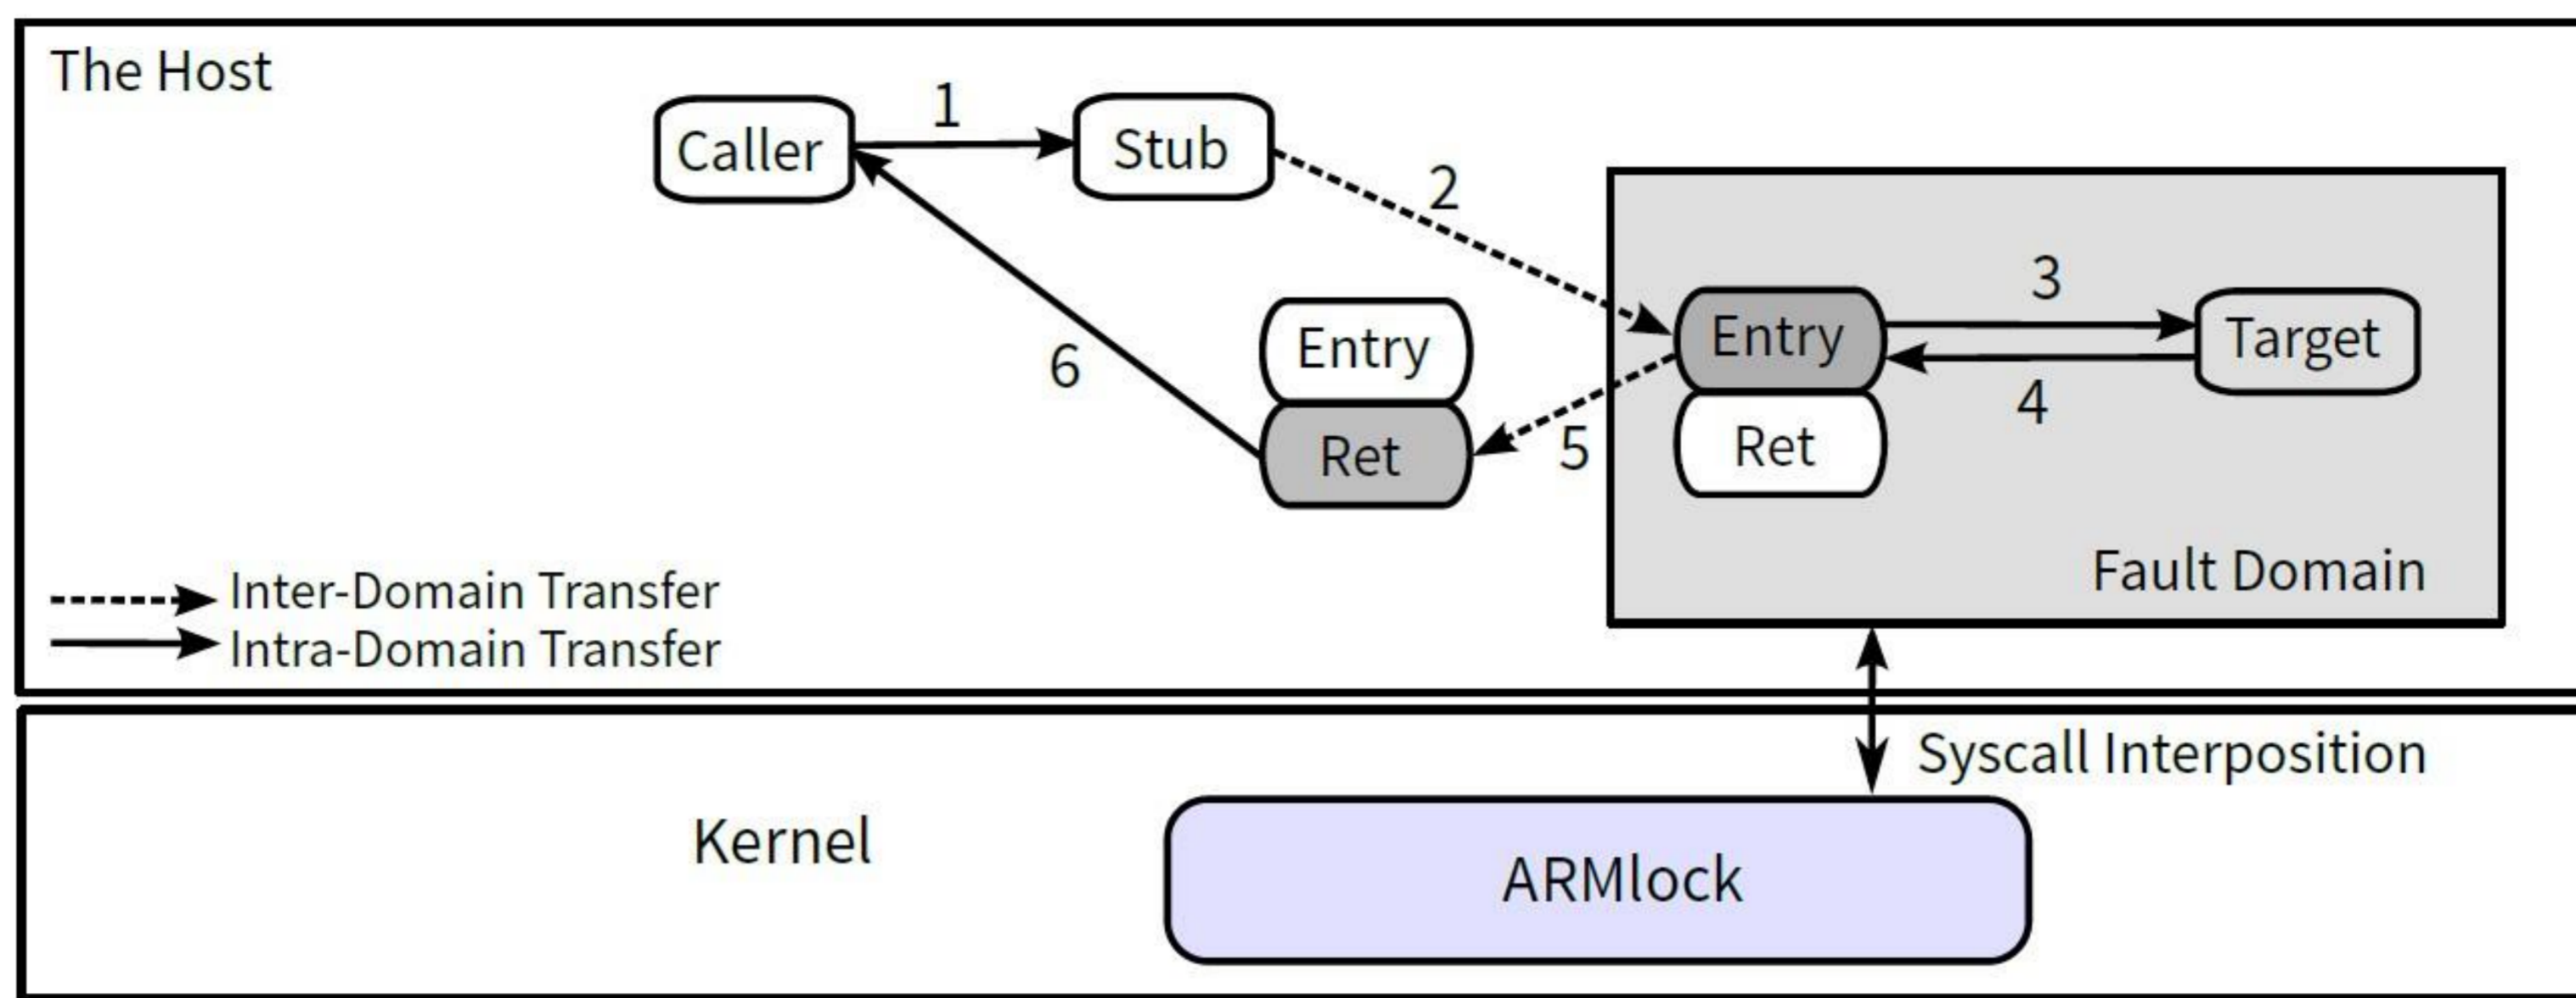 The Host
Caller
1
Stub
2
Entry
3
Target
4
Entry
Ret
5
Ret
6
Fault Domain
Inter-Domain Transfer
Intra-Domain Transfer
Syscall Interposition
Kernel
ARMlock